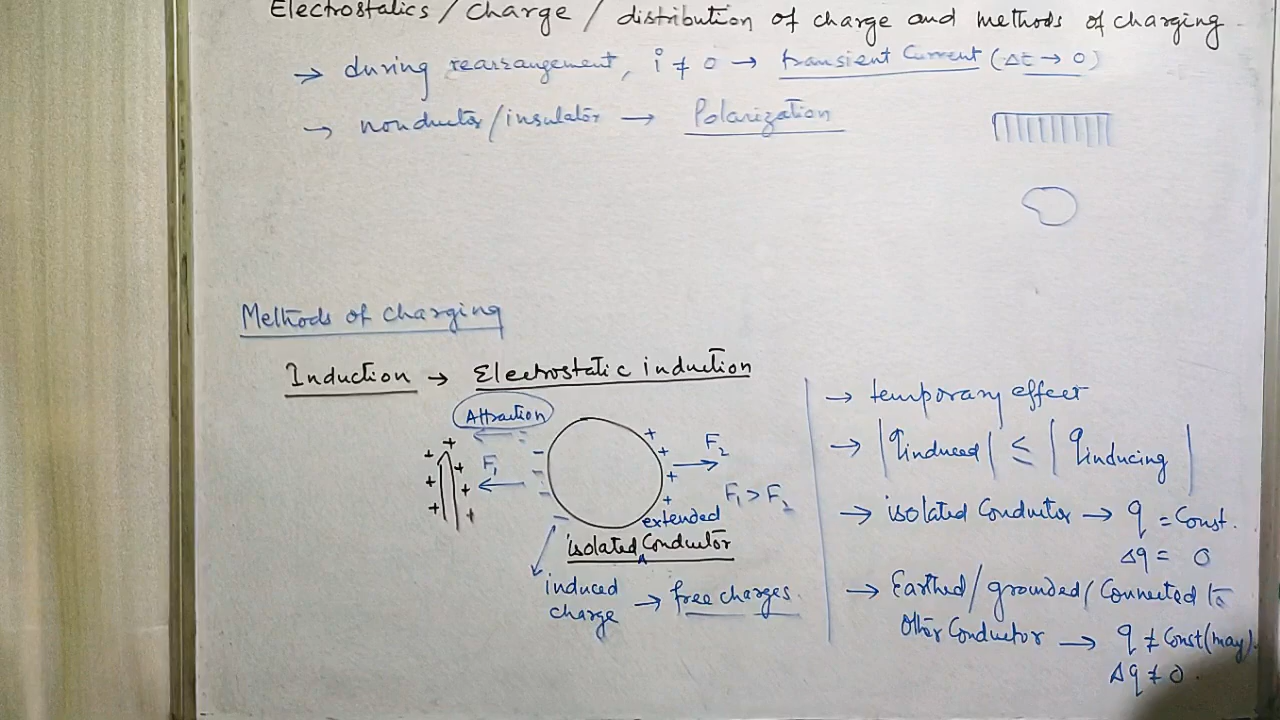 Electrostatics / charge / distribution of charge and methods of charging
→ during rearrangement, i ≠ 0 → transient current (Δt → 0)
→ nonductor/insulator → Polarization
Methods of charging
Induction → Electrostatic induction
Attraction
F₁
F₂
F₁ > F₂
extended
isolated Conductor
induced charge → free charges.
→ temporary effect
→ |q induced| ≤ |q inducing|
→ isolated Conductor → q = Const.
Δq = 0
→ Earthed/grounded/Connected to
Other Conductor → q ≠ Const(may).
Δq ≠ 0.